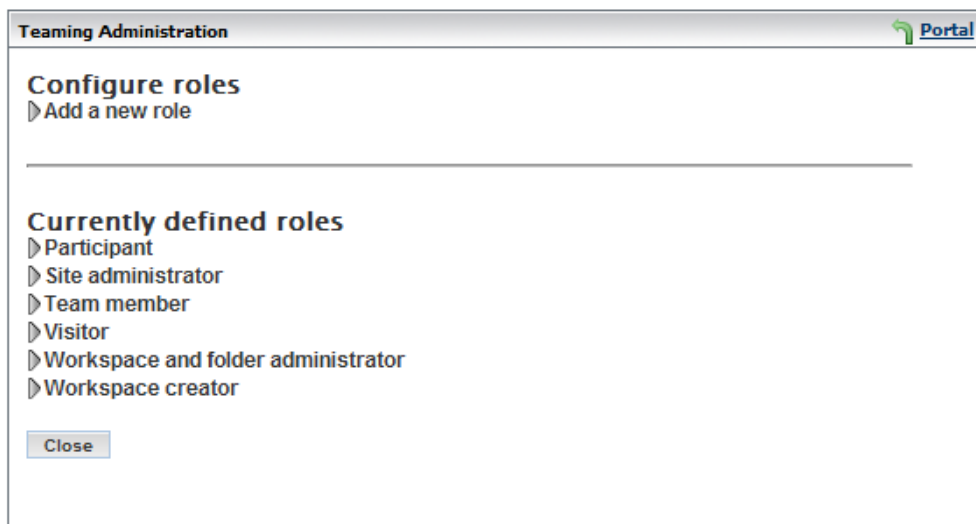 Teaming Administration
Portal
Configure roles
Add a new role
Currently defined roles
Participant
Site administrator
Team member
Visitor
Workspace and folder administrator
Workspace creator
Close